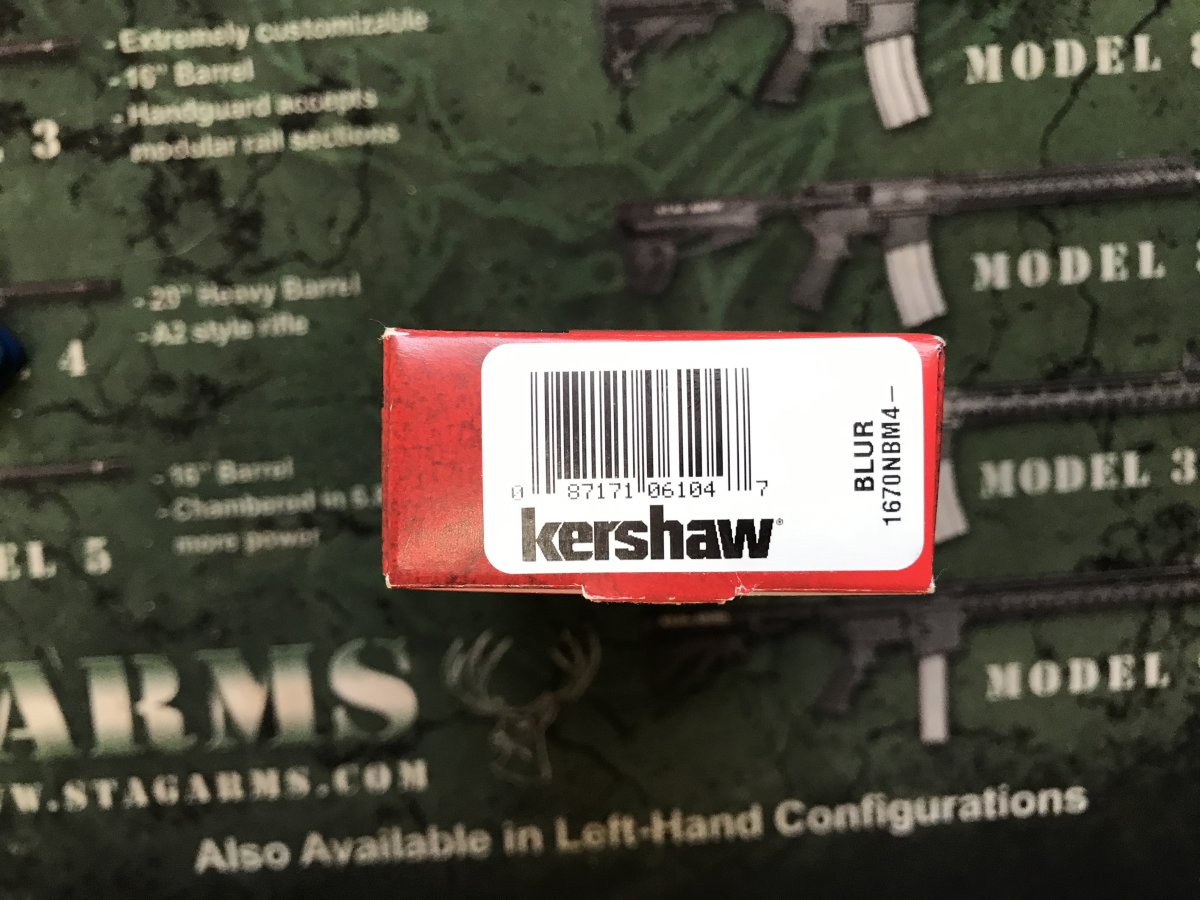 -Extremely customizable
-16" Barrel
-Handguard accepts
modular rail sections
3
MODEL
-20" Heavy Barrel
-A2 style rifle
4
MODEL
-16" Barrel
-Chambered in
more power
5
MODEL 3
0 87171 06104 7
kershaw®
BLUR
1670NBM4-
MODEL
ARMS
WWW.STAGARMS.COM
Also Available in Left-Hand Configurations